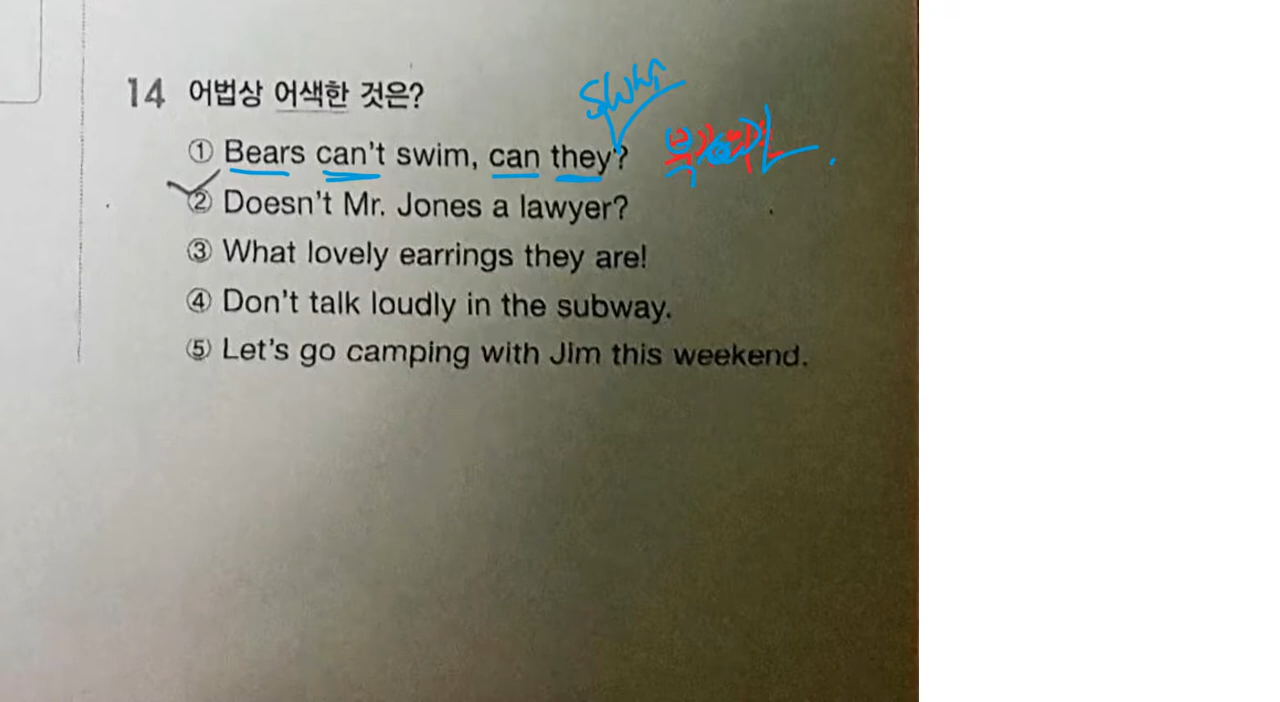 14 어법상 어색한 것은?
swim
① Bears can't swim, can they?
② Doesn't Mr. Jones a lawyer?
③ What lovely earrings they are!
④ Don't talk loudly in the subway.
⑤ Let's go camping with Jim this weekend.